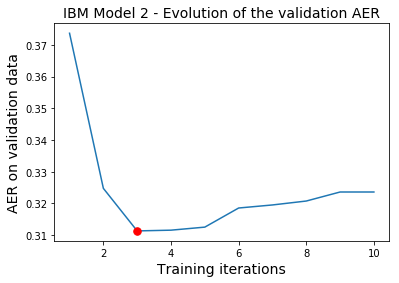 IBM Model 2 - Evolution of the validation AER
AER on validation data
0.37
0.36
0.35
0.34
0.33
0.32
0.31
2 4 6 8 10
Training iterations